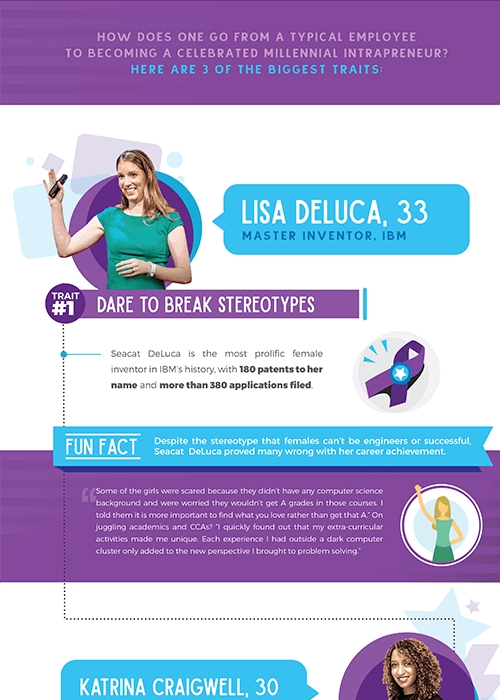 HOW DOES ONE GO FROM A TYPICAL EMPLOYEE
TO BECOMING A CELEBRATED MILLENNIAL INTRAPRENEUR?
HERE ARE 3 OF THE BIGGEST TRAITS:
LISA DELUCA, 33
MASTER INVENTOR, IBM
TRAIT
#1
DARE TO BREAK STEREOTYPES
Seacat DeLuca is the most prolific female
inventor in IBM's history, with 180 patents to her
name and more than 380 applications filed.
FUN FACT
Despite the stereotype that females can't be engineers or successful,
Seacat DeLuca proved many wrong with her career achievement.
"Some of the girls were scared because they didn't have any computer science
background and were worried they wouldn't get A grades in those courses. I
told them it is more important to find what you love rather than get that A." On
juggling academics and CCAs? "I quickly found out that my extra-curricular
activities made me unique. Each experience I had outside a dark computer
cluster only added to the new perspective I brought to problem solving."
KATRINA CRAIGWELL, 30